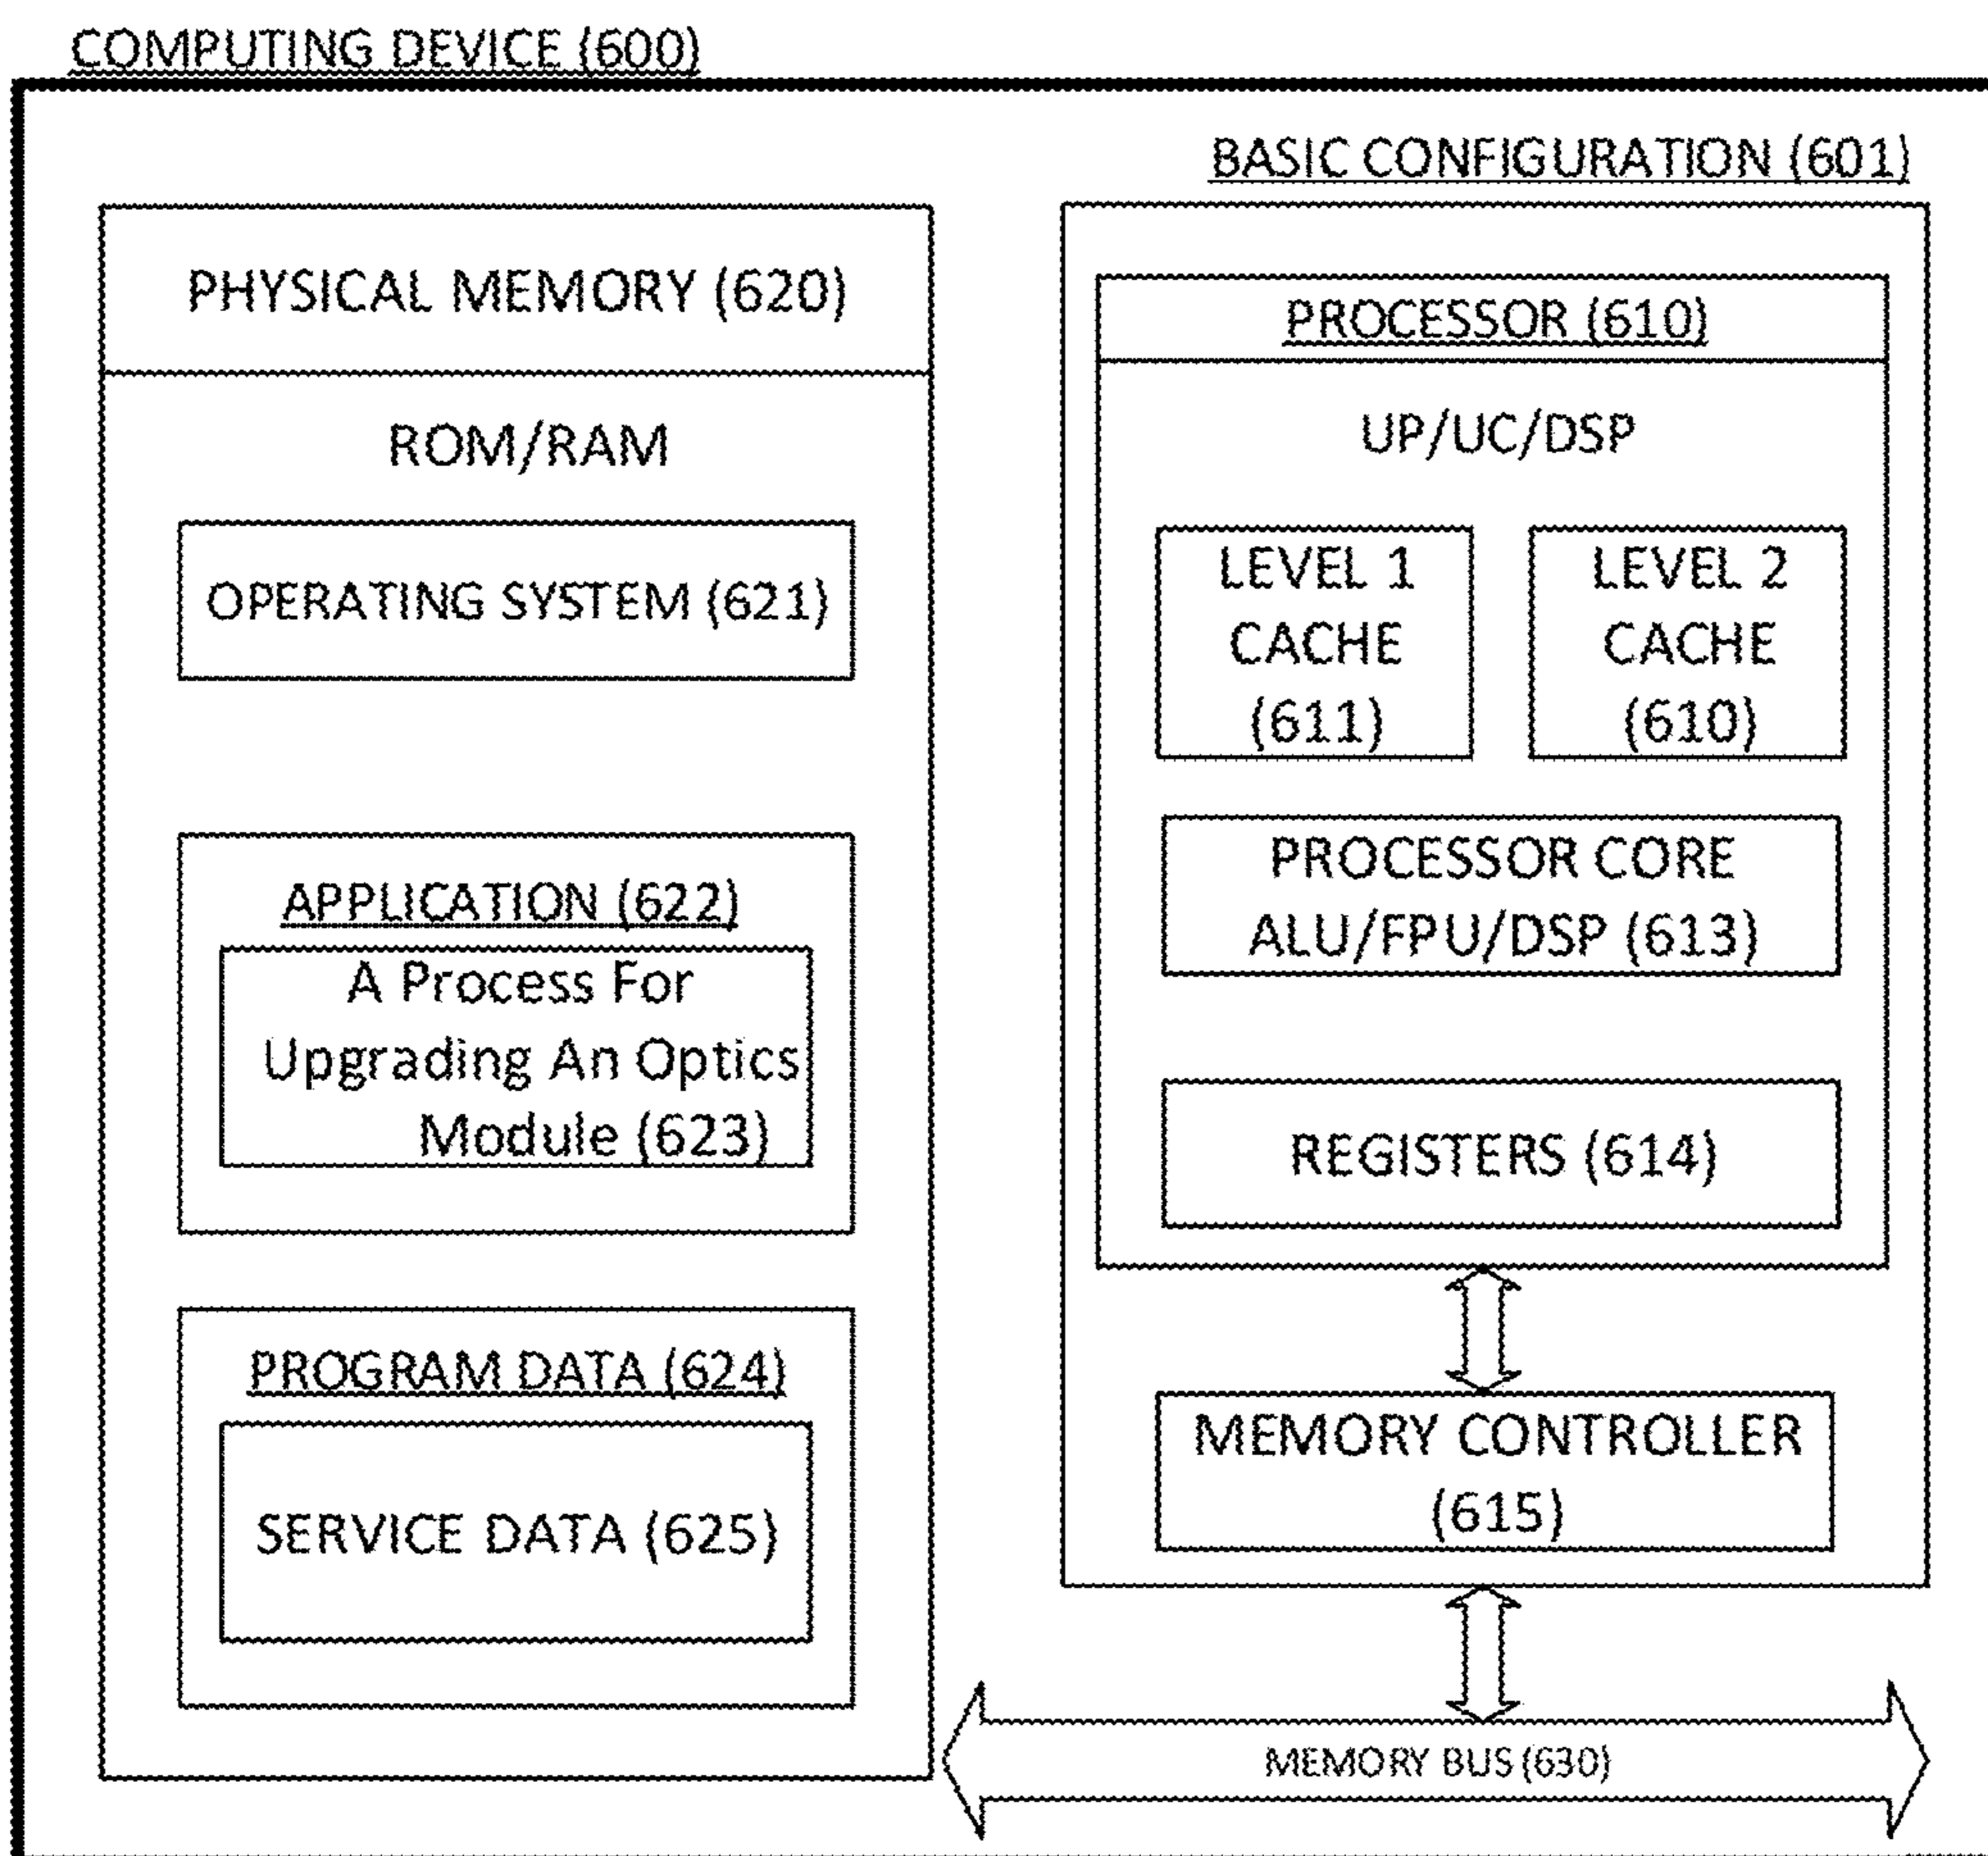 COMPUTING DEVICE (600)
PHYSICAL MEMORY (620)
ROM/RAM
OPERATING SYSTEM (621)
APPLICATION (622)
A Process For
Upgrading An Optics
Module (623)
PROGRAM DATA (624)
SERVICE DATA (625)
BASIC CONFIGURATION (601)
PROCESSOR (610)
UP/UC/DSP
LEVEL 1
CACHE
(611)
LEVEL 2
CACHE
(610)
PROCESSOR CORE
ALU/FPU/DSP (613)
REGISTERS (614)
MEMORY CONTROLLER
(615)
MEMORY BUS (630)